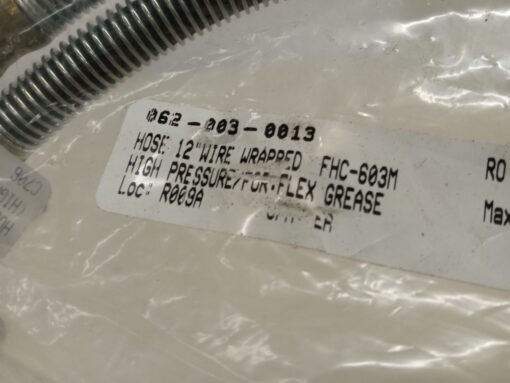 062-003-0013
HOSE: 12" WIRE WRAPPED FHC-603M RO
HIGH PRESSURE/FOR.FLEX GREASE
Loc" R009A EA Max